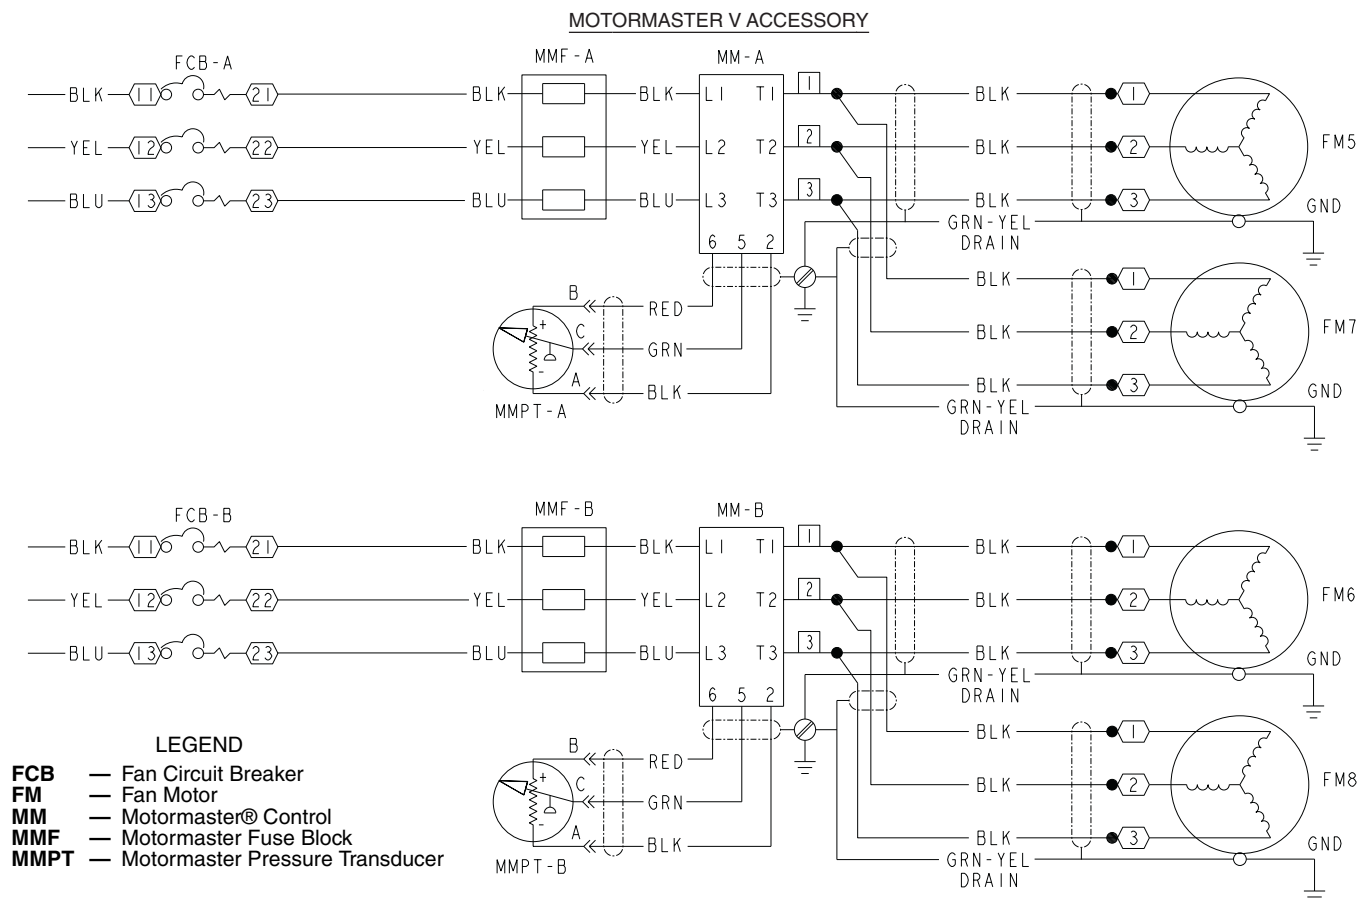 MOTORMASTER V ACCESSORY
FCB-A MMF-A MM-A
BLK 11 21 BLK BLK L1 T1 1 BLK 1
YEL 12 22 YEL YEL L2 T2 2 BLK 2 FM5
BLU 13 23 BLU BLU L3 T3 3 BLK 3 GND
GRN-YEL
DRAIN
6 5 2
B RED BLK 1
+ C GRN BLK 2 FM7
- A BLK BLK 3 GND
MMPT-A GRN-YEL
DRAIN
FCB-B MMF-B MM-B
BLK 11 21 BLK BLK L1 T1 1 BLK 1
YEL 12 22 YEL YEL L2 T2 2 BLK 2 FM6
BLU 13 23 BLU BLU L3 T3 3 BLK 3 GND
GRN-YEL
DRAIN
6 5 2
B RED BLK 1
+ C GRN BLK 2 FM8
- A BLK BLK 3 GND
MMPT-B GRN-YEL
DRAIN
LEGEND
FCB — Fan Circuit Breaker
FM — Fan Motor
MM — Motormaster® Control
MMF — Motormaster Fuse Block
MMPT — Motormaster Pressure Transducer